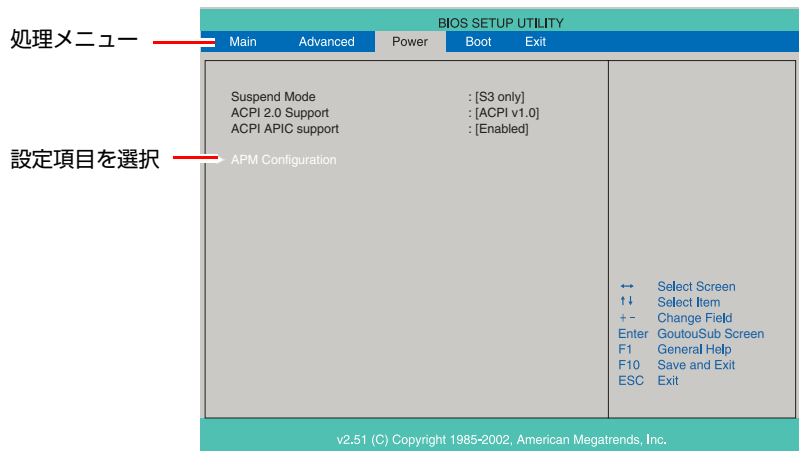 BIOS SETUP UTILITY
処理メニュー
Main Advanced Power Boot Exit
Suspend Mode : [S3 only]
ACPI 2.0 Support : [ACPI v1.0]
ACPI APIC support : [Enabled]
設定項目を選択
APM Configuration
↔ Select Screen
↑↓ Select Item
+ - Change Field
Enter GoutouSub Screen
F1 General Help
F10 Save and Exit
ESC Exit
v2.51 (C) Copyright 1985-2002, American Megatrends, Inc.